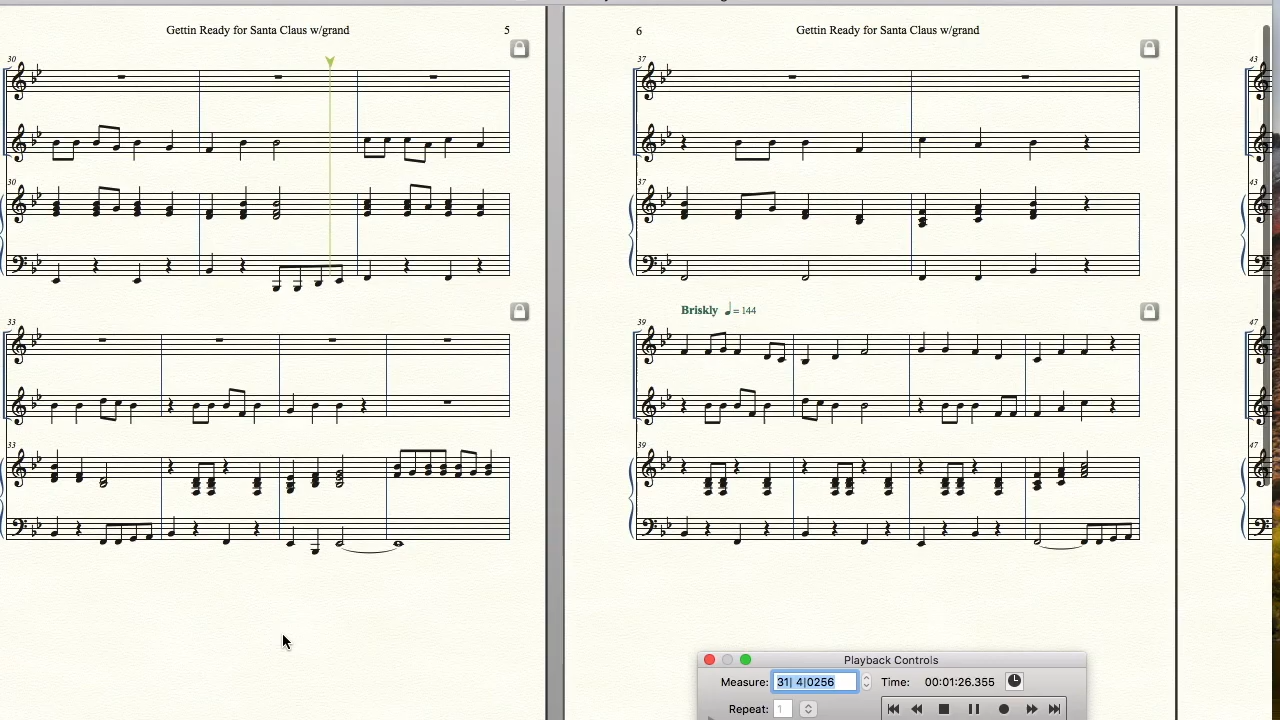 Gettin Ready for Santa Claus w/grand
5
30
30
33
33
6
Gettin Ready for Santa Claus w/grand
37
37
Briskly ♩= 144
39
39
43
43
47
47
Playback Controls
Measure: 31| 4|0256
Time: 00:01:26.355
Repeat: 1